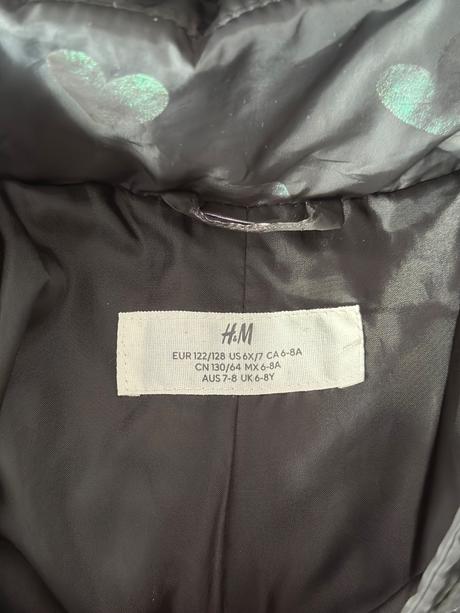 H&M
EUR 122/128 US 6X/7 CA 6-8A
CN 130/64 MX 6-8A
AUS 7-8 UK 6-8Y